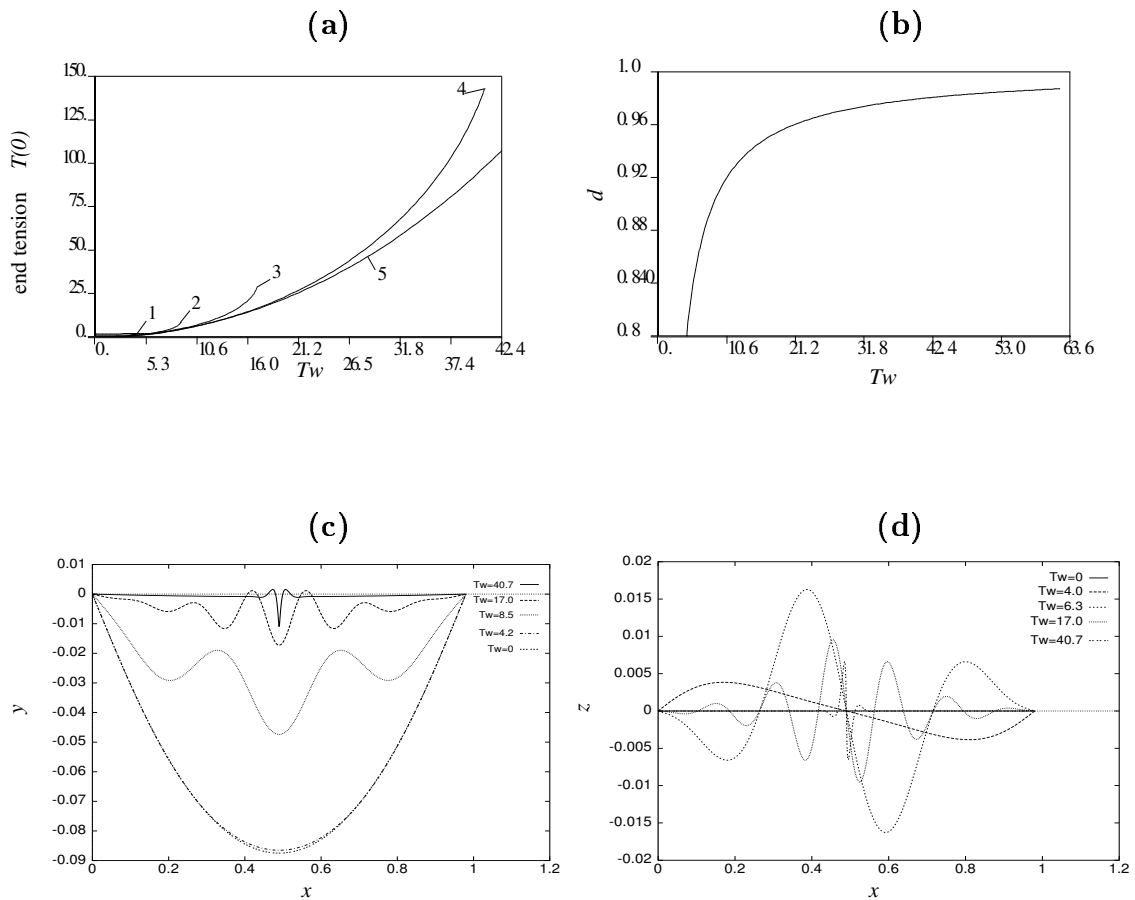 (a)
150.
125.
100.
75.
50.
25.
0.
end tension T(0)
1
2
3
4
5
0. 10.6 21.2 31.8 42.4
5.3 16.0 26.5 37.4
Tw
(b)
1.0
0.96
0.92
0.88
0.840
0.8
d
0. 10.6 21.2 31.8 42.4 53.0 63.6
Tw
(c)
0.01
0
-0.01
-0.02
-0.03
-0.04
-0.05
-0.06
-0.07
-0.08
-0.09
y
Tw=40.7
Tw=17.0
Tw=8.5
Tw=4.2
Tw=0
0 0.2 0.4 0.6 0.8 1 1.2
x
(d)
0.02
0.015
0.01
0.005
0
-0.005
-0.01
-0.015
-0.02
z
Tw=0
Tw=4.0
Tw=6.3
Tw=17.0
Tw=40.7
0 0.2 0.4 0.6 0.8 1 1.2
x